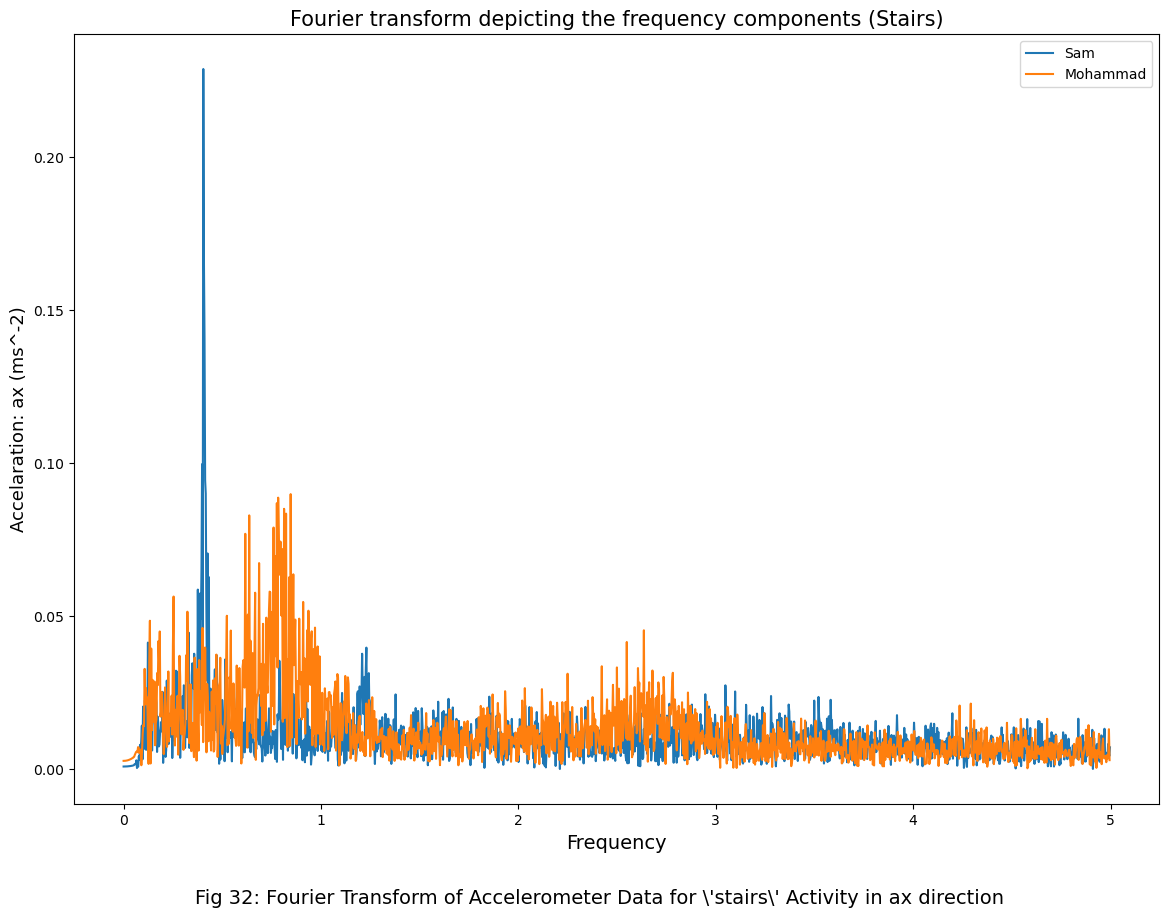 Fourier transform depicting the frequency components (Stairs)
Sam
Mohammad
0.20
0.15
0.10
0.05
0.00
Accelaration: ax (ms^-2)
0 1 2 3 4 5
Frequency
Fig 32: Fourier Transform of Accelerometer Data for \'stairs\' Activity in ax direction